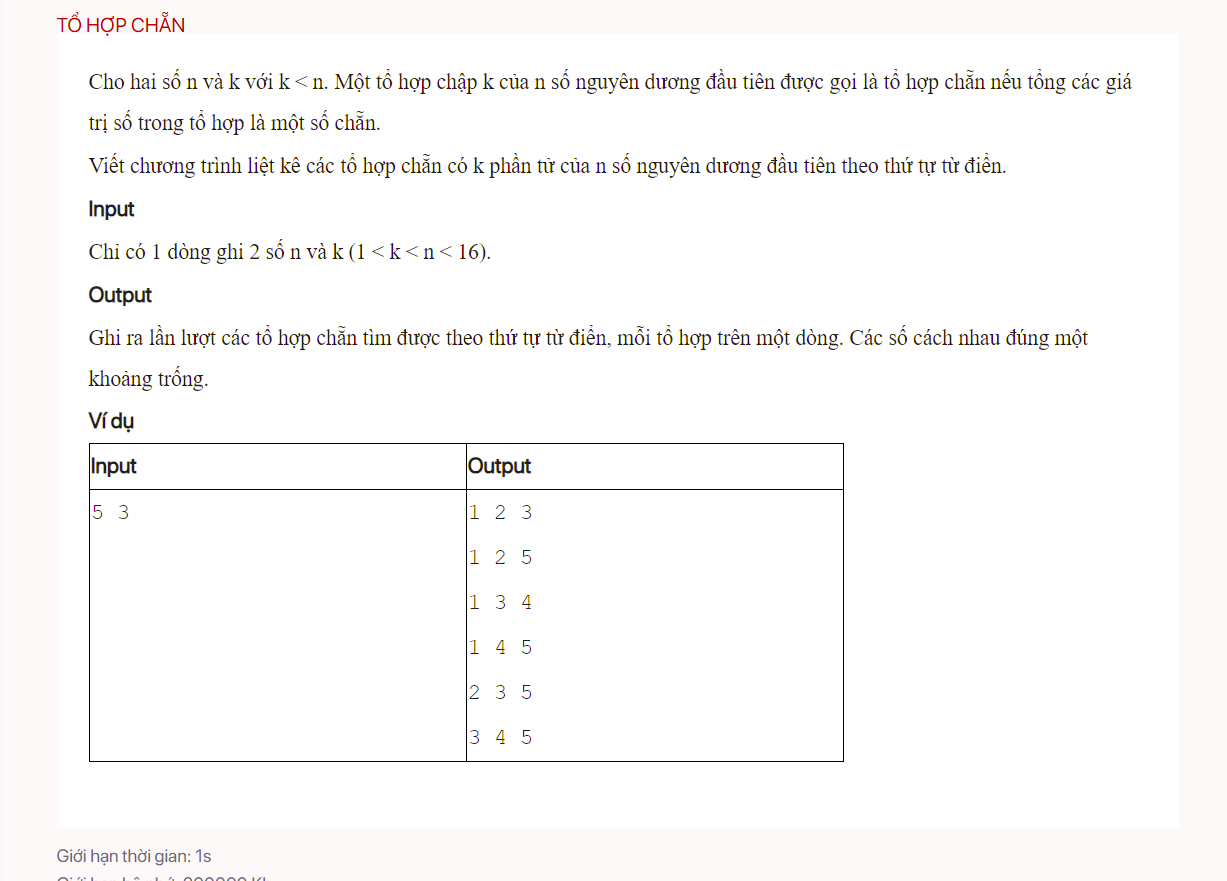 TỔ HỢP CHẴN
Cho hai số n và k với k < n. Một tổ hợp chập k của n số nguyên dương đầu tiên được gọi là tổ hợp chẵn nếu tổng các giá
trị số trong tổ hợp là một số chẵn.
Viết chương trình liệt kê các tổ hợp chẵn có k phần tử của n số nguyên dương đầu tiên theo thứ tự từ điển.
Input
Chỉ có 1 dòng ghi 2 số n và k (1 < k < n < 16).
Output
Ghi ra lần lượt các tổ hợp chẵn tìm được theo thứ tự từ điển, mỗi tổ hợp trên một dòng. Các số cách nhau đúng một
khoảng trống.
Ví dụ
Input Output
5 3 1 2 3
1 2 5
1 3 4
1 4 5
2 3 5
3 4 5
Giới hạn thời gian: 1s